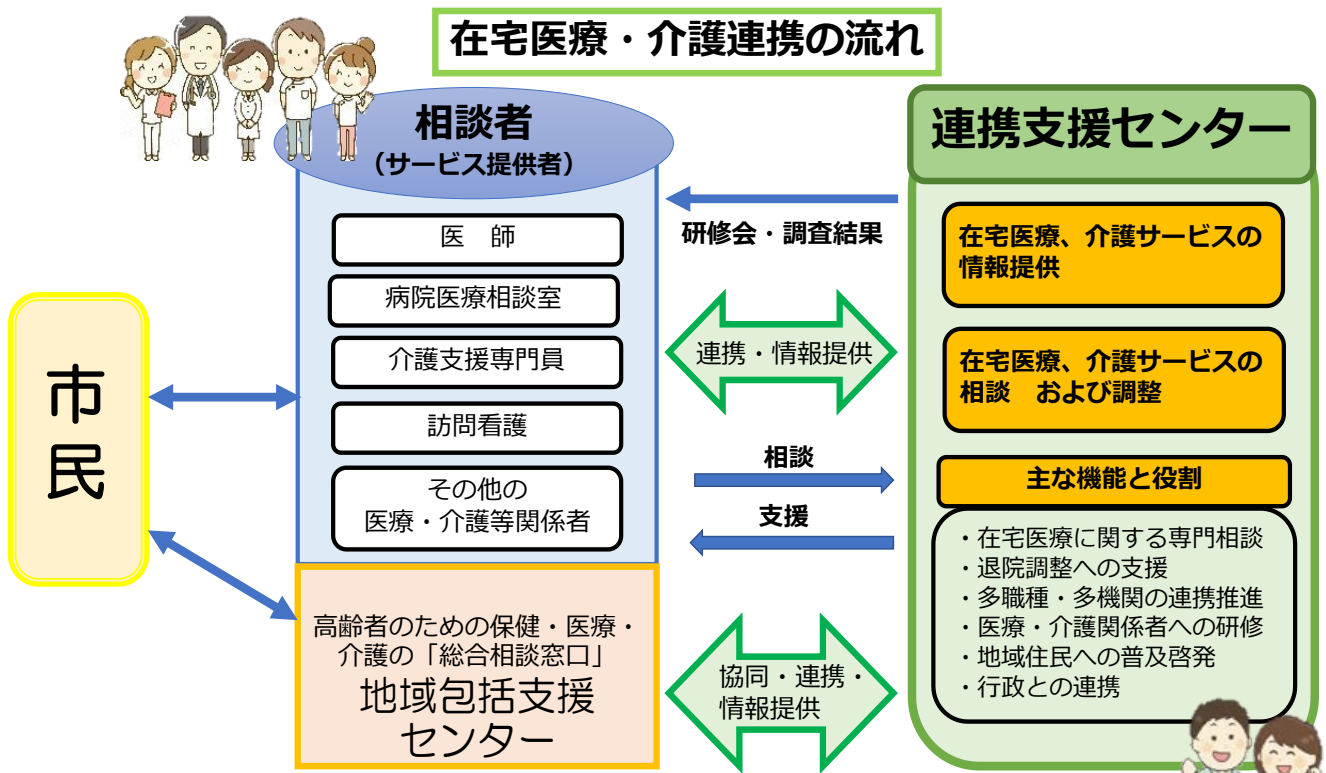 在宅医療・介護連携の流れ
相談者
（サービス提供者）
医　師
病院医療相談室
介護支援専門員
訪問看護
その他の
医療・介護等関係者
高齢者のための保健・医療・
介護の「総合相談窓口」
地域包括支援
センター
市
民
研修会・調査結果
連携・情報提供
相談
支援
協同・連携・
情報提供
連携支援センター
在宅医療、介護サービスの
情報提供
在宅医療、介護サービスの
相談　および調整
主な機能と役割
・在宅医療に関する専門相談
・退院調整への支援
・多職種・多機関の連携推進
・医療・介護関係者への研修
・地域住民への普及啓発
・行政との連携